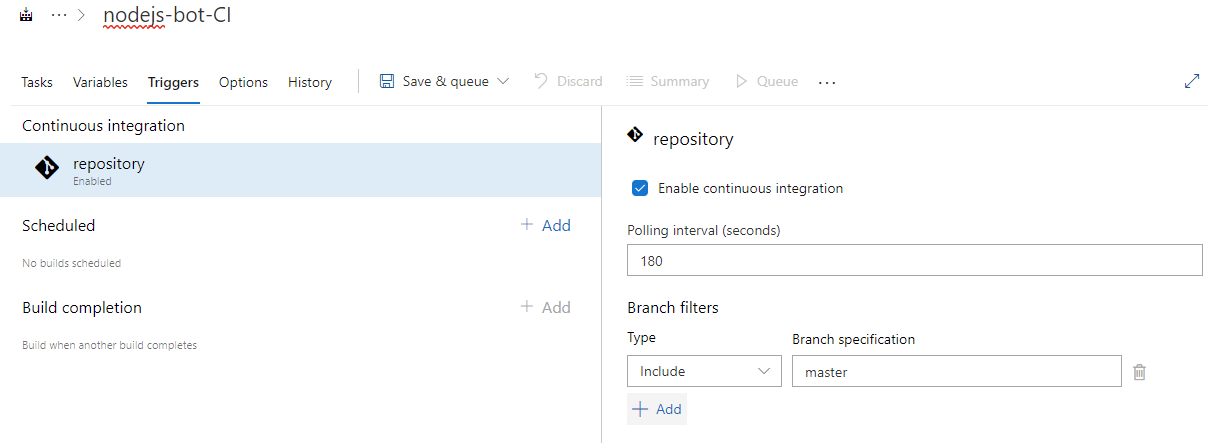 ··· > nodejs-bot-CI
Tasks Variables Triggers Options History Save & queue Discard Summary Queue ···
Continuous integration
repository
Enabled
Scheduled + Add
No builds scheduled
Build completion + Add
Build when another build completes
repository
Enable continuous integration
Polling interval (seconds)
180
Branch filters
Type Branch specification
Include master
+ Add